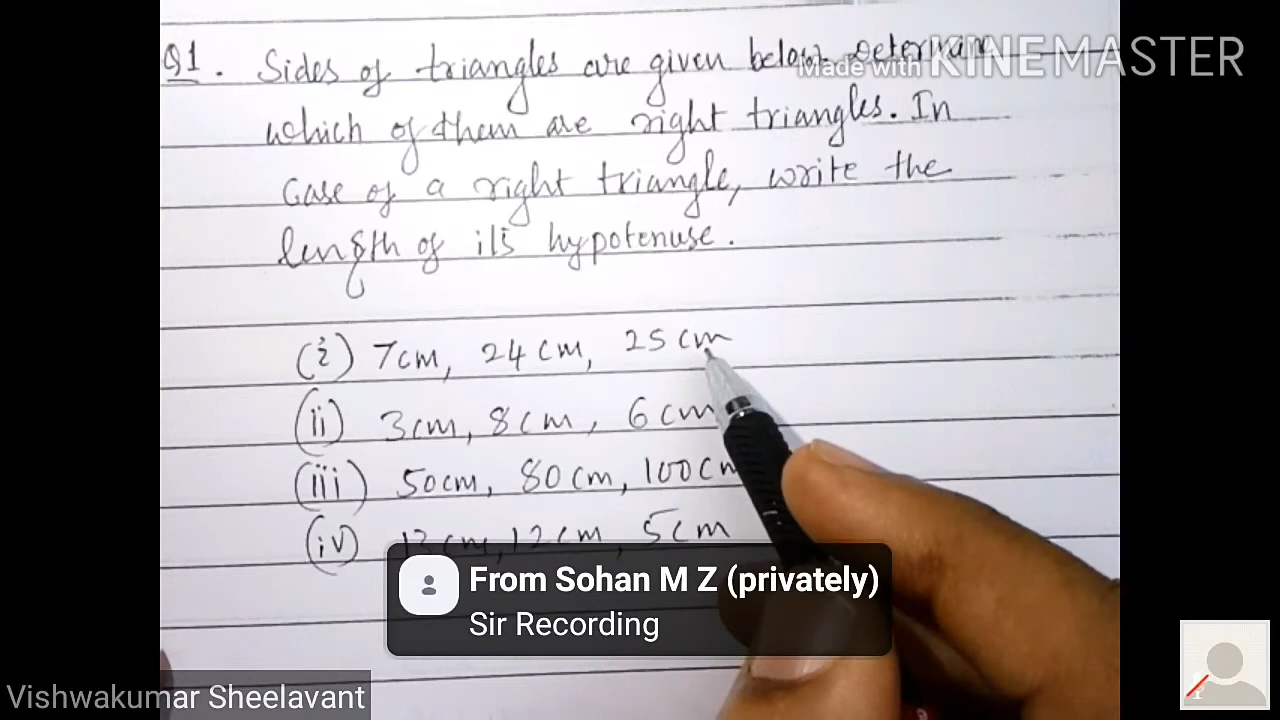 Q1. Sides of triangles are given below. Determine
Made with KINEMASTER
which of them are right triangles. In
Case of a right triangle, write the
length of its hypotenuse.
(i) 7cm, 24cm, 25cm
(ii) 3cm, 8cm, 6cm
(iii) 50cm, 80cm, 100cm
(iv) 13cm, 12cm, 5cm
From Sohan M Z (privately)
Sir Recording
Vishwakumar Sheelavant